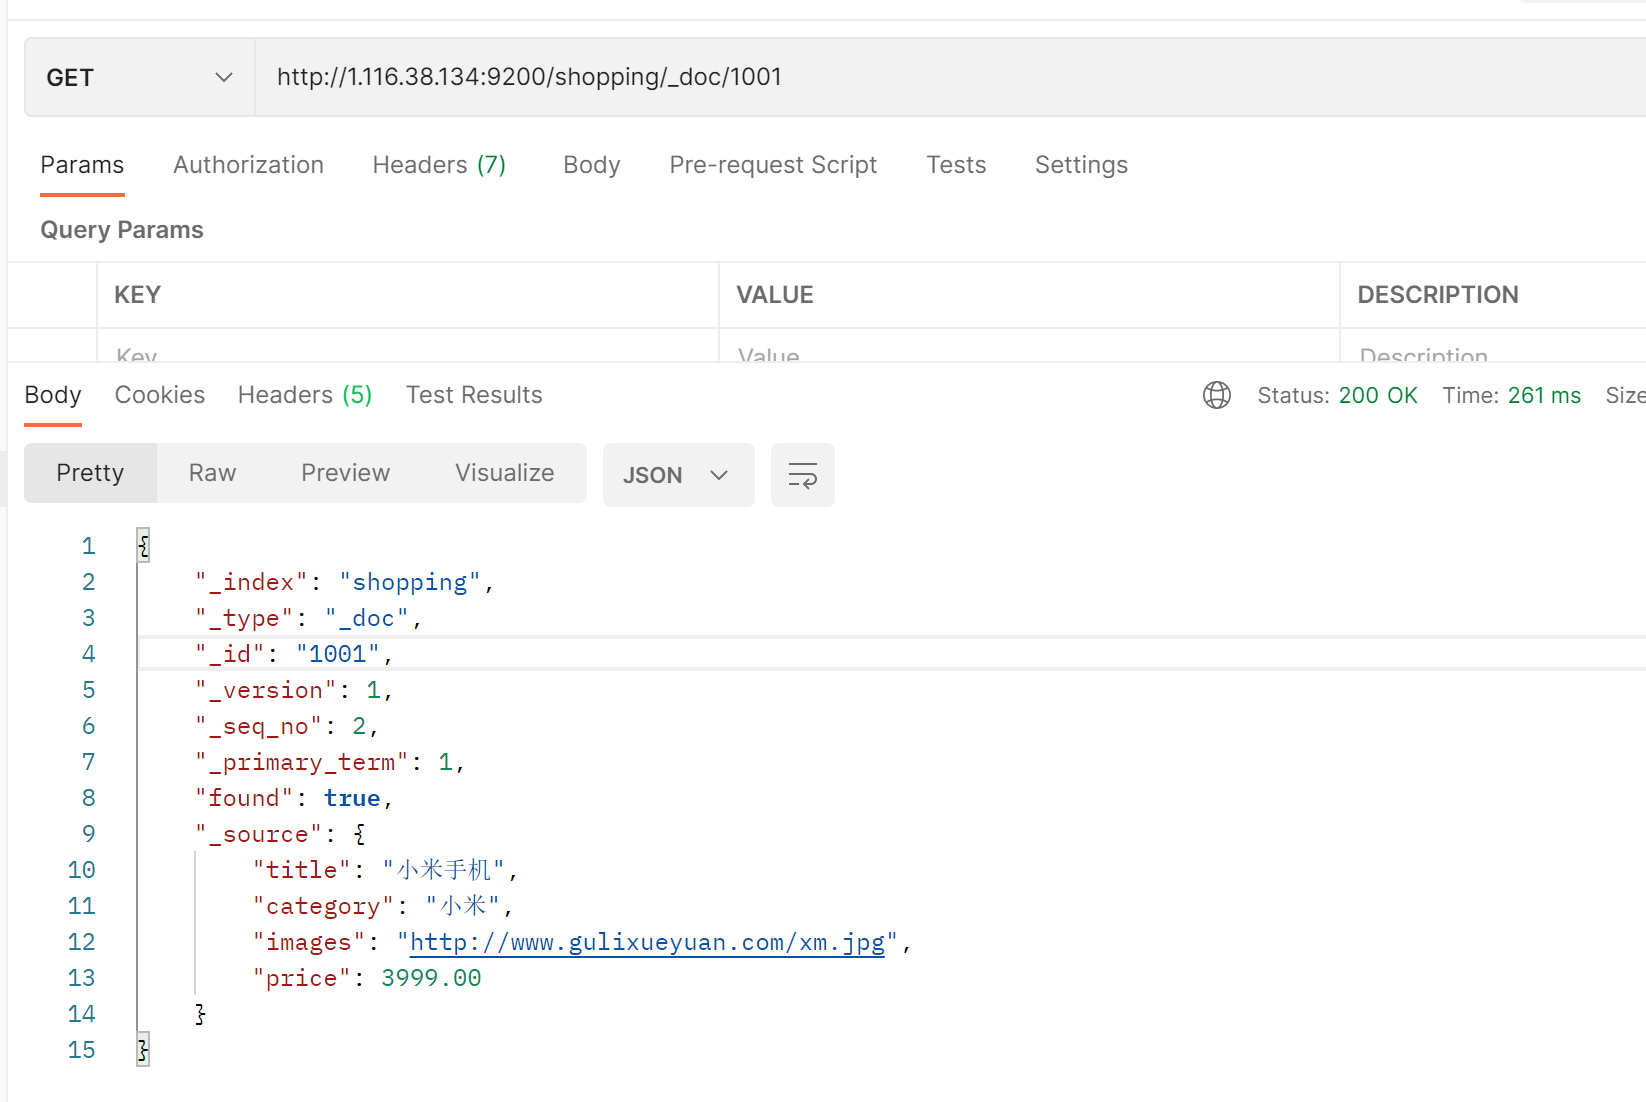 GET http://1.116.38.134:9200/shopping/_doc/1001
Params Authorization Headers (7) Body Pre-request Script Tests Settings
Query Params
KEY VALUE DESCRIPTION
Key Value Description
Body Cookies Headers (5) Test Results Status: 200 OK Time: 261 ms Size
Pretty Raw Preview Visualize JSON
1 {
2 "_index": "shopping",
3 "_type": "_doc",
4 "_id": "1001",
5 "_version": 1,
6 "_seq_no": 2,
7 "_primary_term": 1,
8 "found": true,
9 "_source": {
10 "title": "小米手机",
11 "category": "小米",
12 "images": "http://www.gulixueyuan.com/xm.jpg",
13 "price": 3999.00
14 }
15 }